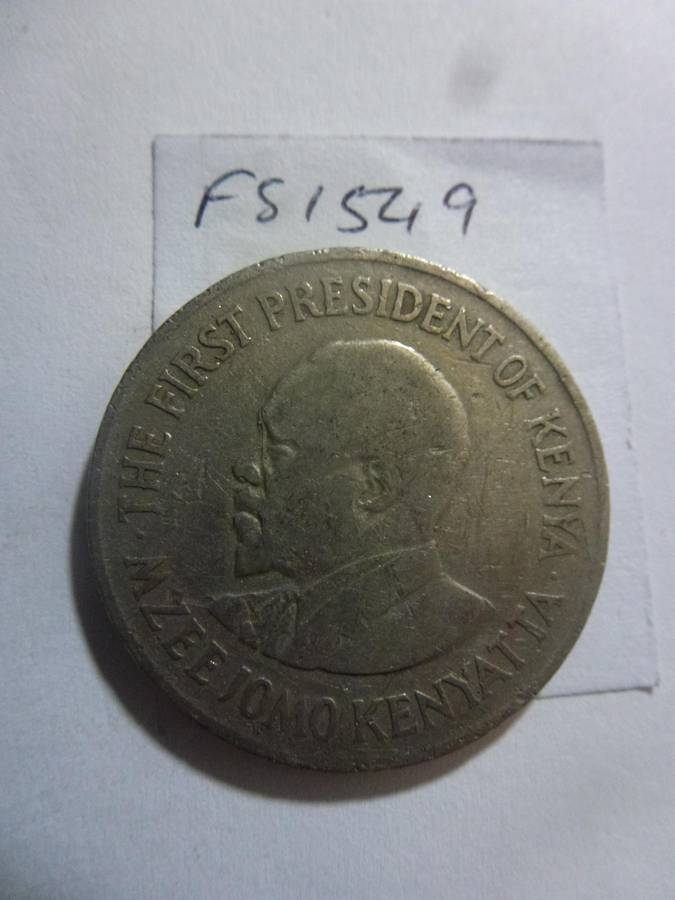 FS1549
· THE FIRST PRESIDENT OF KENYA ·
MZEE JOMO KENYATTA